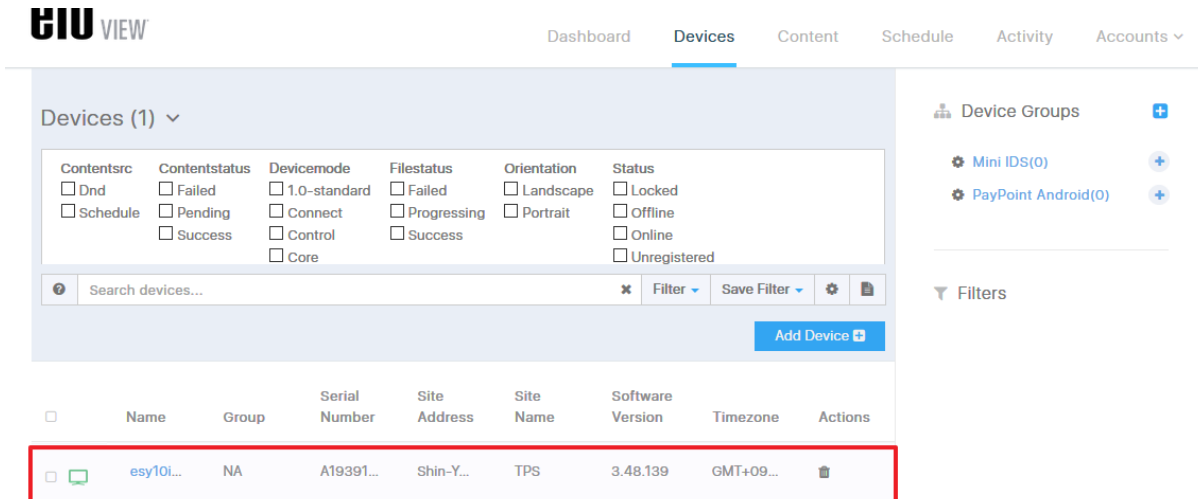 elo VIEW
Dashboard Devices Content Schedule Activity Accounts
Devices (1)
Device Groups
Contentsrc Contentstatus Devicemode Filestatus Orientation Status
Dnd Failed 1.0-standard Failed Landscape Locked
Schedule Pending Connect Progressing Portrait Offline
Success Control Success Online
Core Unregistered
Mini IDS(0)
PayPoint Android(0)
Search devices... Filter Save Filter
Filters
Add Device
Name Group Serial Number Site Address Site Name Software Version Timezone Actions
esy10i... NA A19391... Shin-Y... TPS 3.48.139 GMT+09...